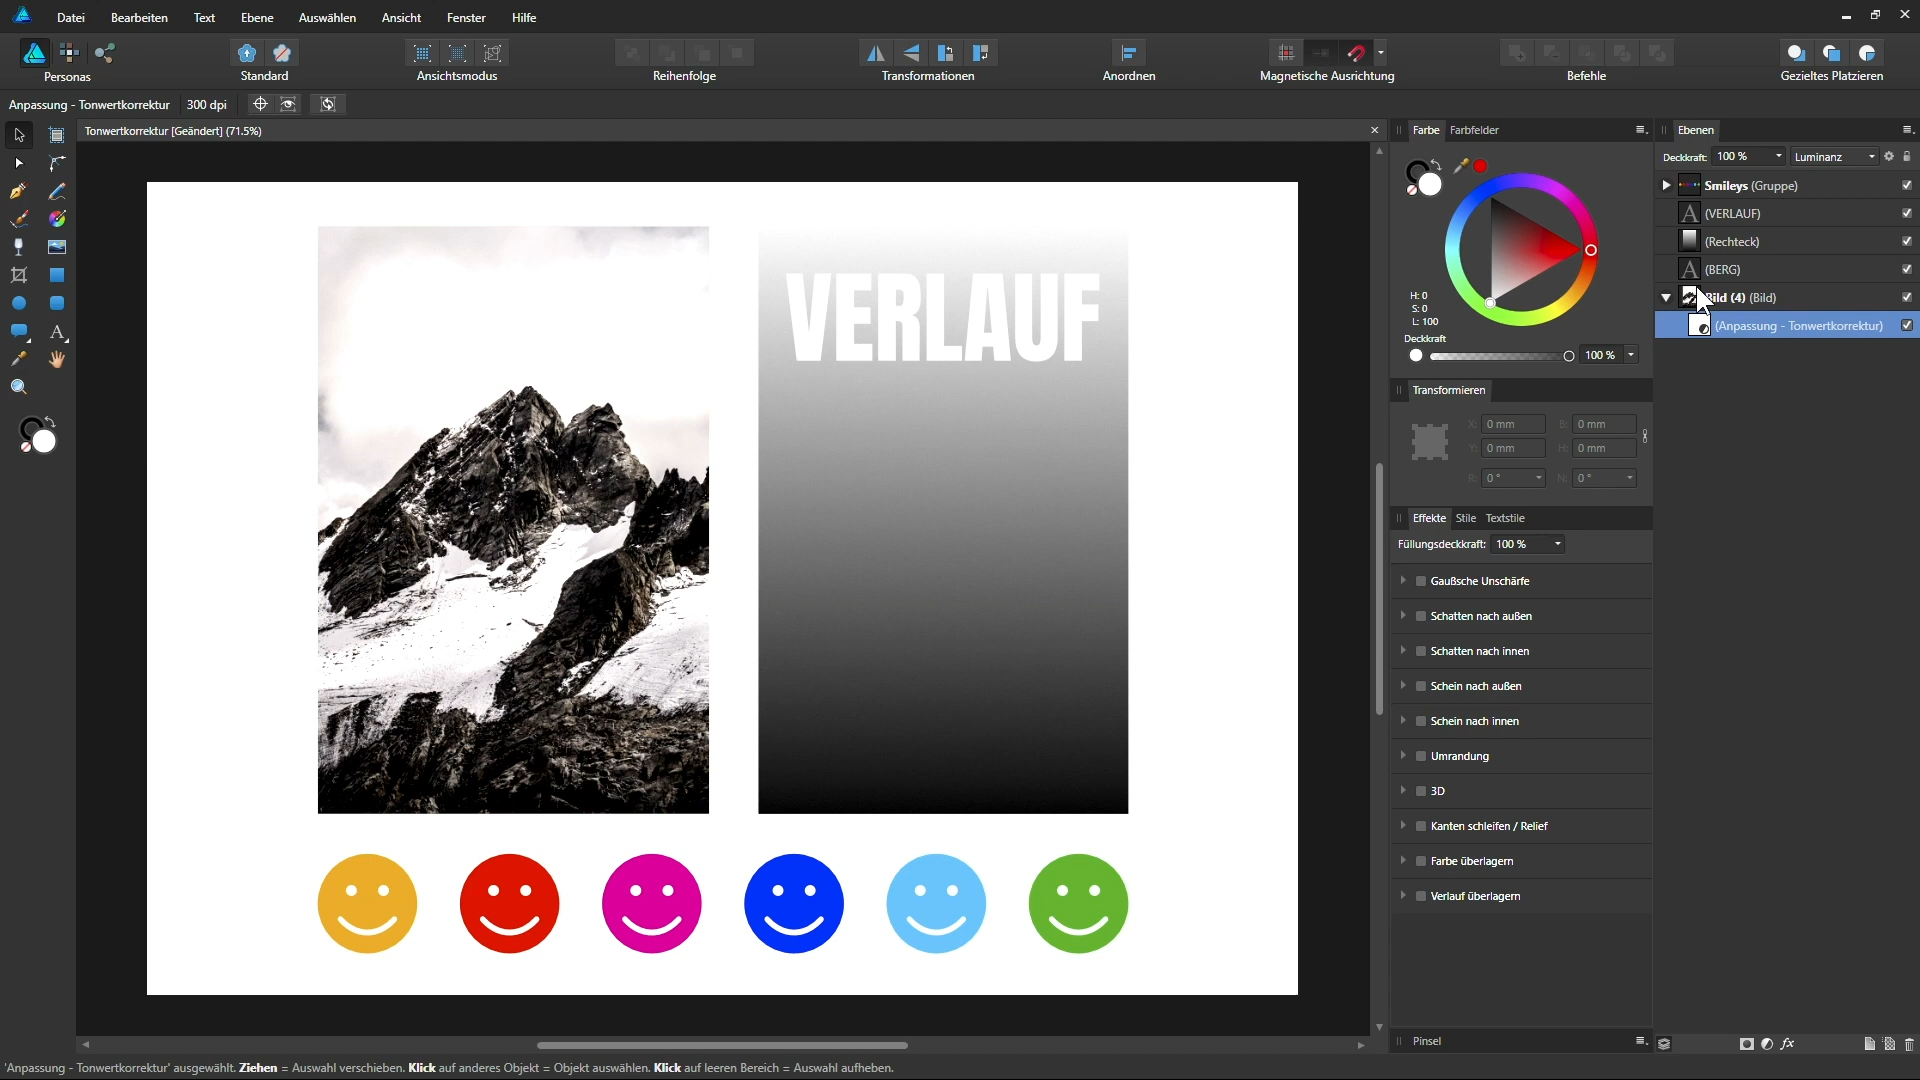 Datei Bearbeiten Text Ebene Auswählen Ansicht Fenster Hilfe
Personas Standard Ansichtsmodus Reihenfolge Transformationen Anordnen Magnetische Ausrichtung Befehle Gezieltes Platzieren
Anpassung - Tonwertkorrektur 300 dpi
Tonwertkorrektur [Geändert] (71.5%)
VERLAUF
Farbe Farbfelder
H: 0
S: 0
L: 100
Deckkraft
100 %
Transformieren
X: 0 mm B: 0 mm
Y: 0 mm H: 0 mm
R: 0 ° N: 0 °
Effekte Stile Textstile
Füllungsdeckkraft: 100 %
Gaußsche Unschärfe
Schatten nach außen
Schatten nach innen
Schein nach außen
Schein nach innen
Umrandung
3D
Kanten schleifen / Relief
Farbe überlagern
Verlauf überlagern
Pinsel
Ebenen
Deckkraft: 100 % Luminanz
Smileys (Gruppe)
A (VERLAUF)
(Rechteck)
A (BERG)
Bild (4) (Bild)
(Anpassung - Tonwertkorrektur)
fx
'Anpassung - Tonwertkorrektur' ausgewählt. Ziehen = Auswahl verschieben. Klick auf anderes Objekt = Objekt auswählen. Klick auf leeren Bereich = Auswahl aufheben.